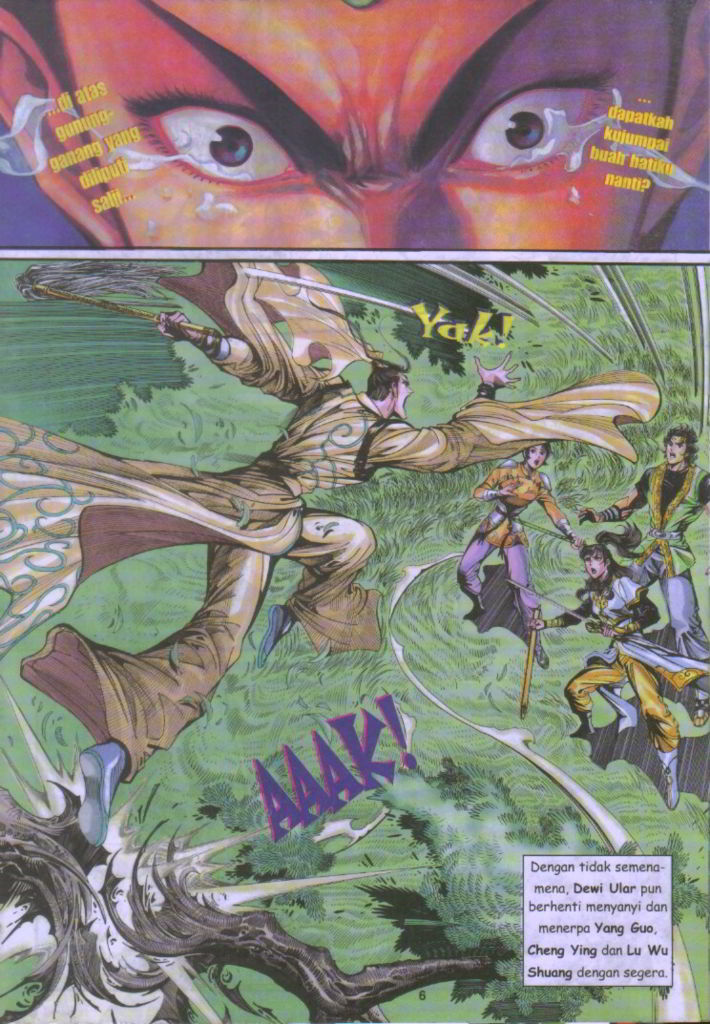 ...di atas
gunung-
ganang yang
diliputi
salji...
...
dapatkah
kujumpai
buah hatiku
nanti?
Yak!
AAAK!
Dengan tidak semena-
mena, Dewi Ular pun
berhenti menyanyi dan
menerpa Yang Guo,
Cheng Ying dan Lu Wu
Shuang dengan segera.
6